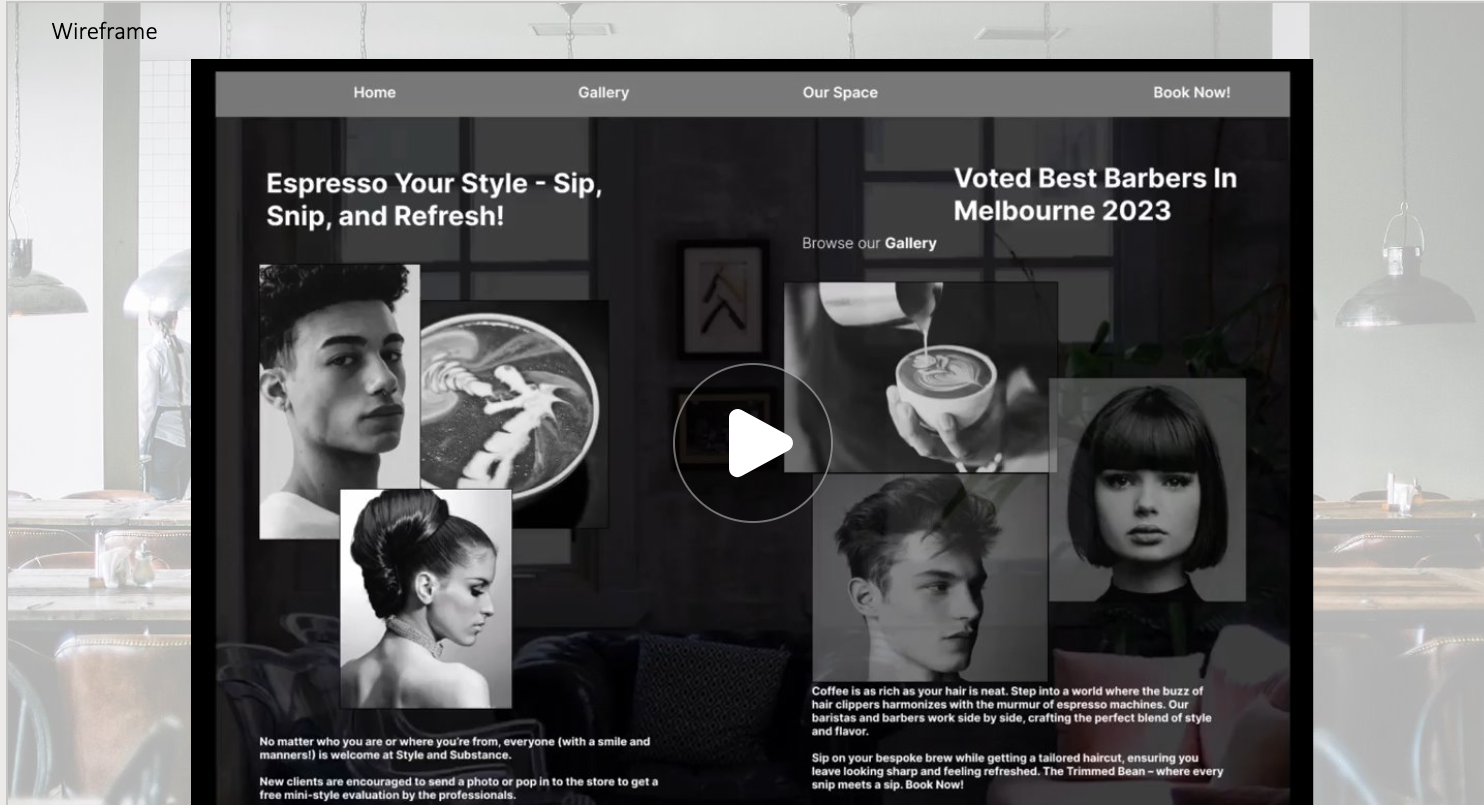 Wireframe
Home
Gallery
Our Space
Book Now!
Espresso Your Style - Sip,
Snip, and Refresh!
Voted Best Barbers In
Melbourne 2023
Browse our Gallery
No matter who you are or where you're from, everyone (with a smile and
manners!) is welcome at Style and Substance.
New clients are encouraged to send a photo or pop in to the store to get a
free mini-style evaluation by the professionals.
Coffee is as rich as your hair is neat. Step into a world where the buzz of
hair clippers harmonizes with the murmur of espresso machines. Our
baristas and barbers work side by side, crafting the perfect blend of style
and flavor.
Sip on your bespoke brew while getting a tailored haircut, ensuring you
leave looking sharp and feeling refreshed. The Trimmed Bean – where every
snip meets a sip. Book Now!